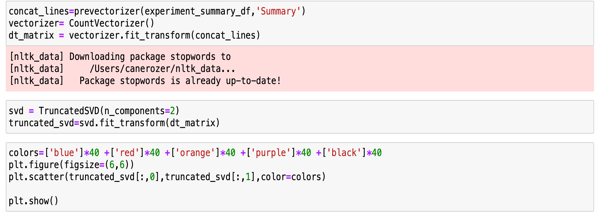 concat_lines=prevectorizer(experiment_summary_df,'Summary')
vectorizer= CountVectorizer()
dt_matrix = vectorizer.fit_transform(concat_lines)
[nltk_data] Downloading package stopwords to
[nltk_data]     /Users/canerozer/nltk_data...
[nltk_data]   Package stopwords is already up-to-date!
svd = TruncatedSVD(n_components=2)
truncated_svd=svd.fit_transform(dt_matrix)
colors=['blue']*40 +['red']*40 +['orange']*40 +['purple']*40 +['black']*40
plt.figure(figsize=(6,6))
plt.scatter(truncated_svd[:,0],truncated_svd[:,1],color=colors)
plt.show()